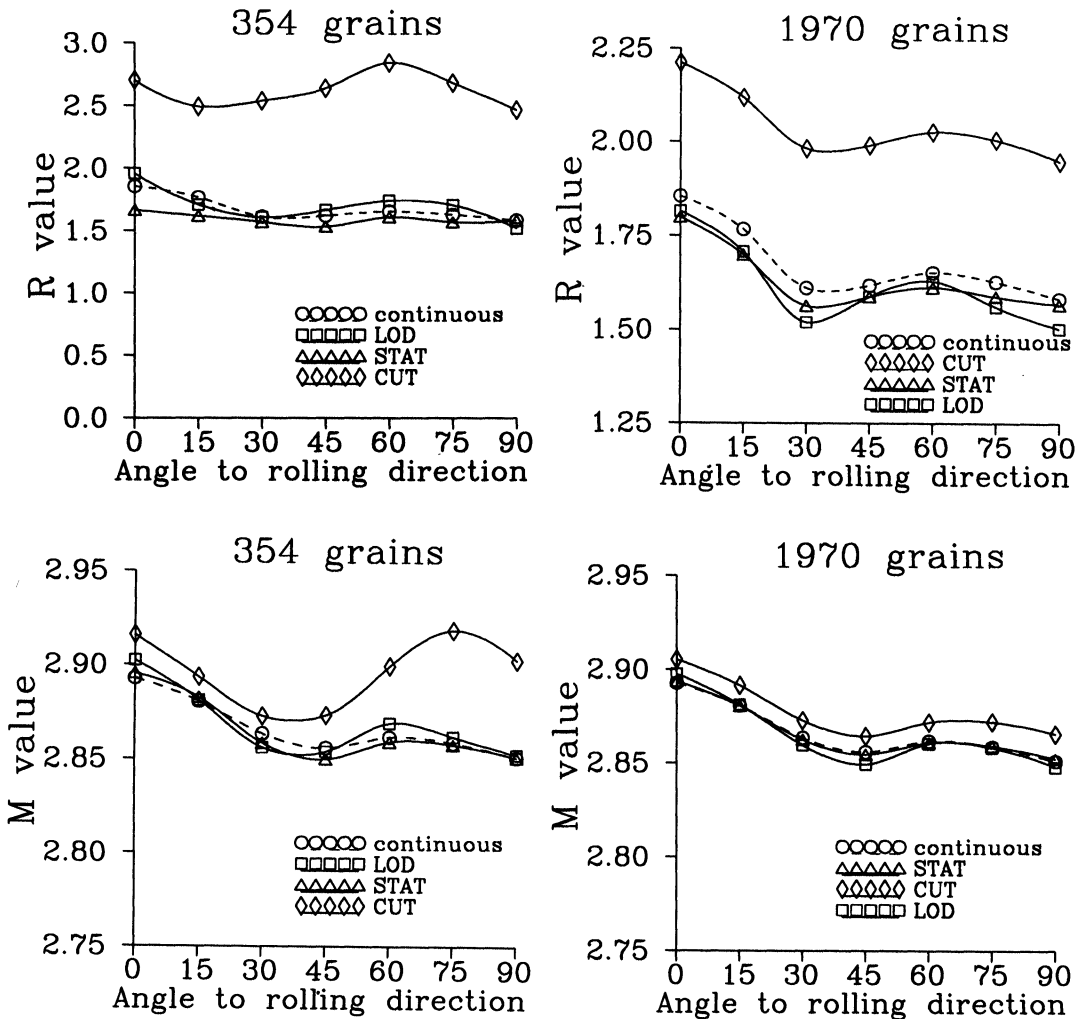 354 grains
R value
3.0
2.5
2.0
1.5
1.0
0.5
0.0
continuous
LOD
STAT
CUT
0 15 30 45 60 75 90
Angle to rolling direction
1970 grains
R value
2.25
2.00
1.75
1.50
1.25
continuous
CUT
STAT
LOD
0 15 30 45 60 75 90
Angle to rolling direction
354 grains
M value
2.95
2.90
2.85
2.80
2.75
continuous
LOD
STAT
CUT
0 15 30 45 60 75 90
Angle to rolling direction
1970 grains
M value
2.95
2.90
2.85
2.80
2.75
continuous
STAT
CUT
LOD
0 15 30 45 60 75 90
Angle to rolling direction